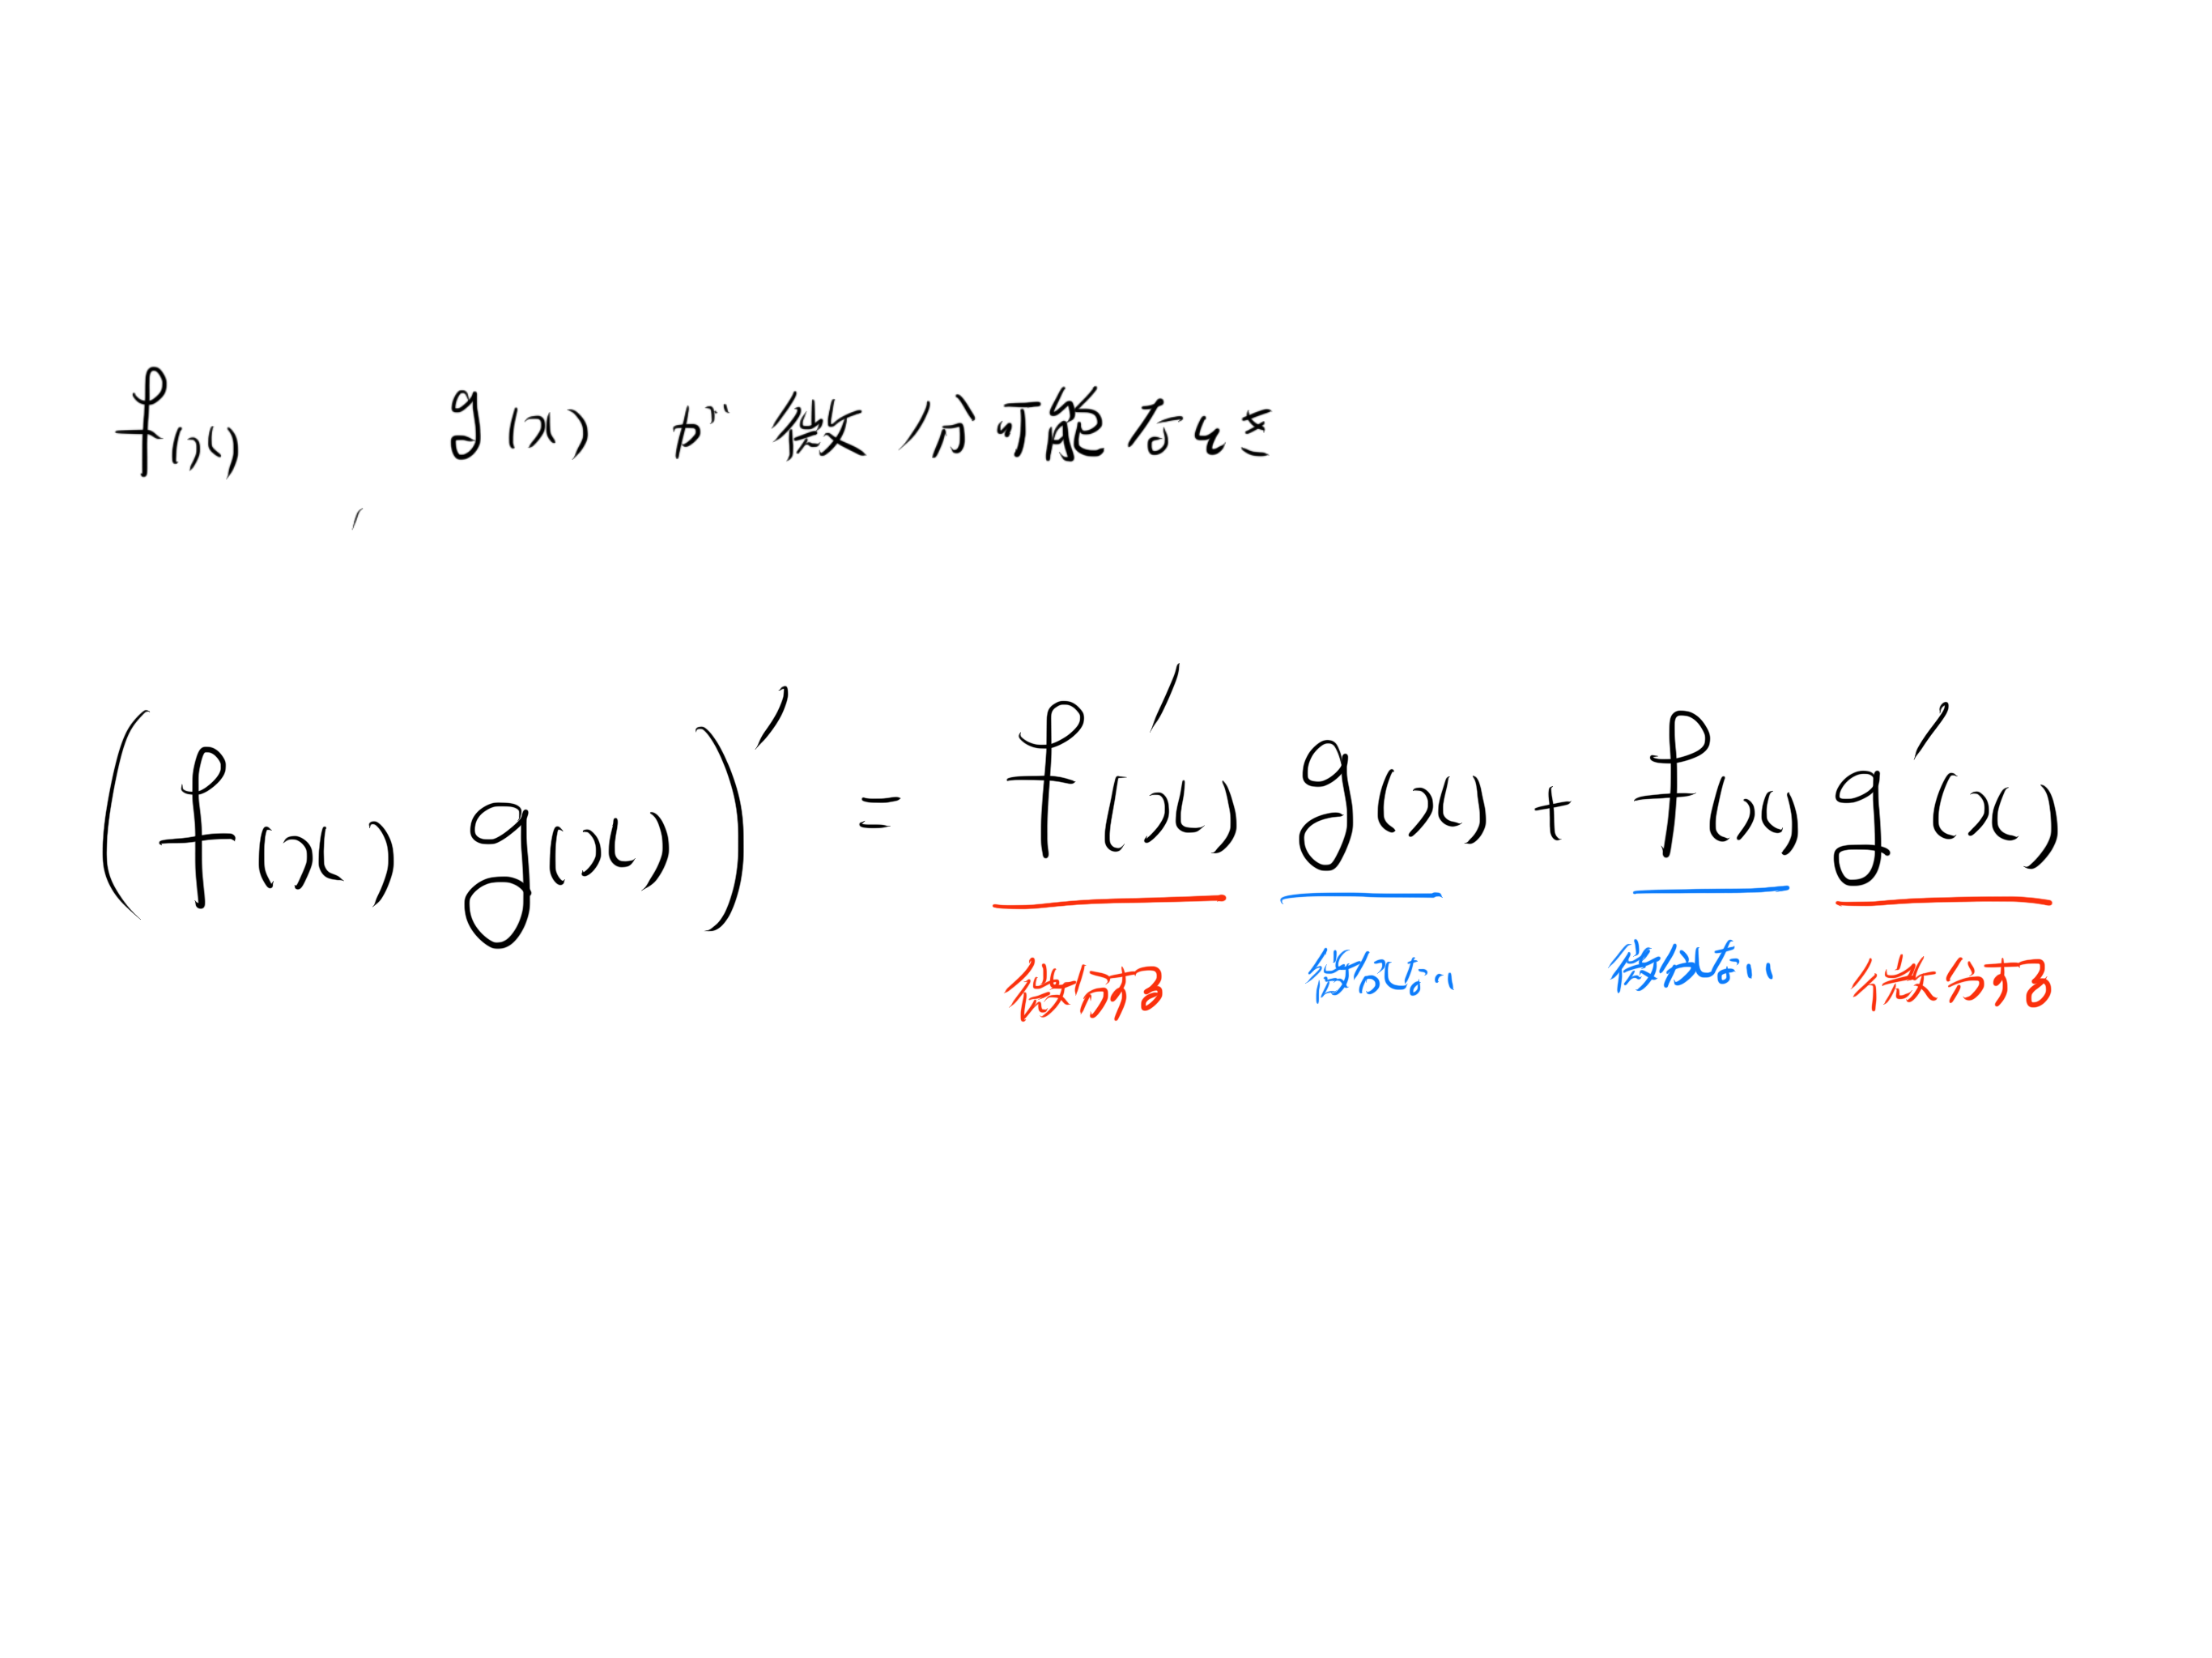 f(x), g(x) が微分可能なとき
(f(x) g(x))' = f'(x) g(x) + f(x) g'(x)
微分する 微分しない 微分しない 微分する